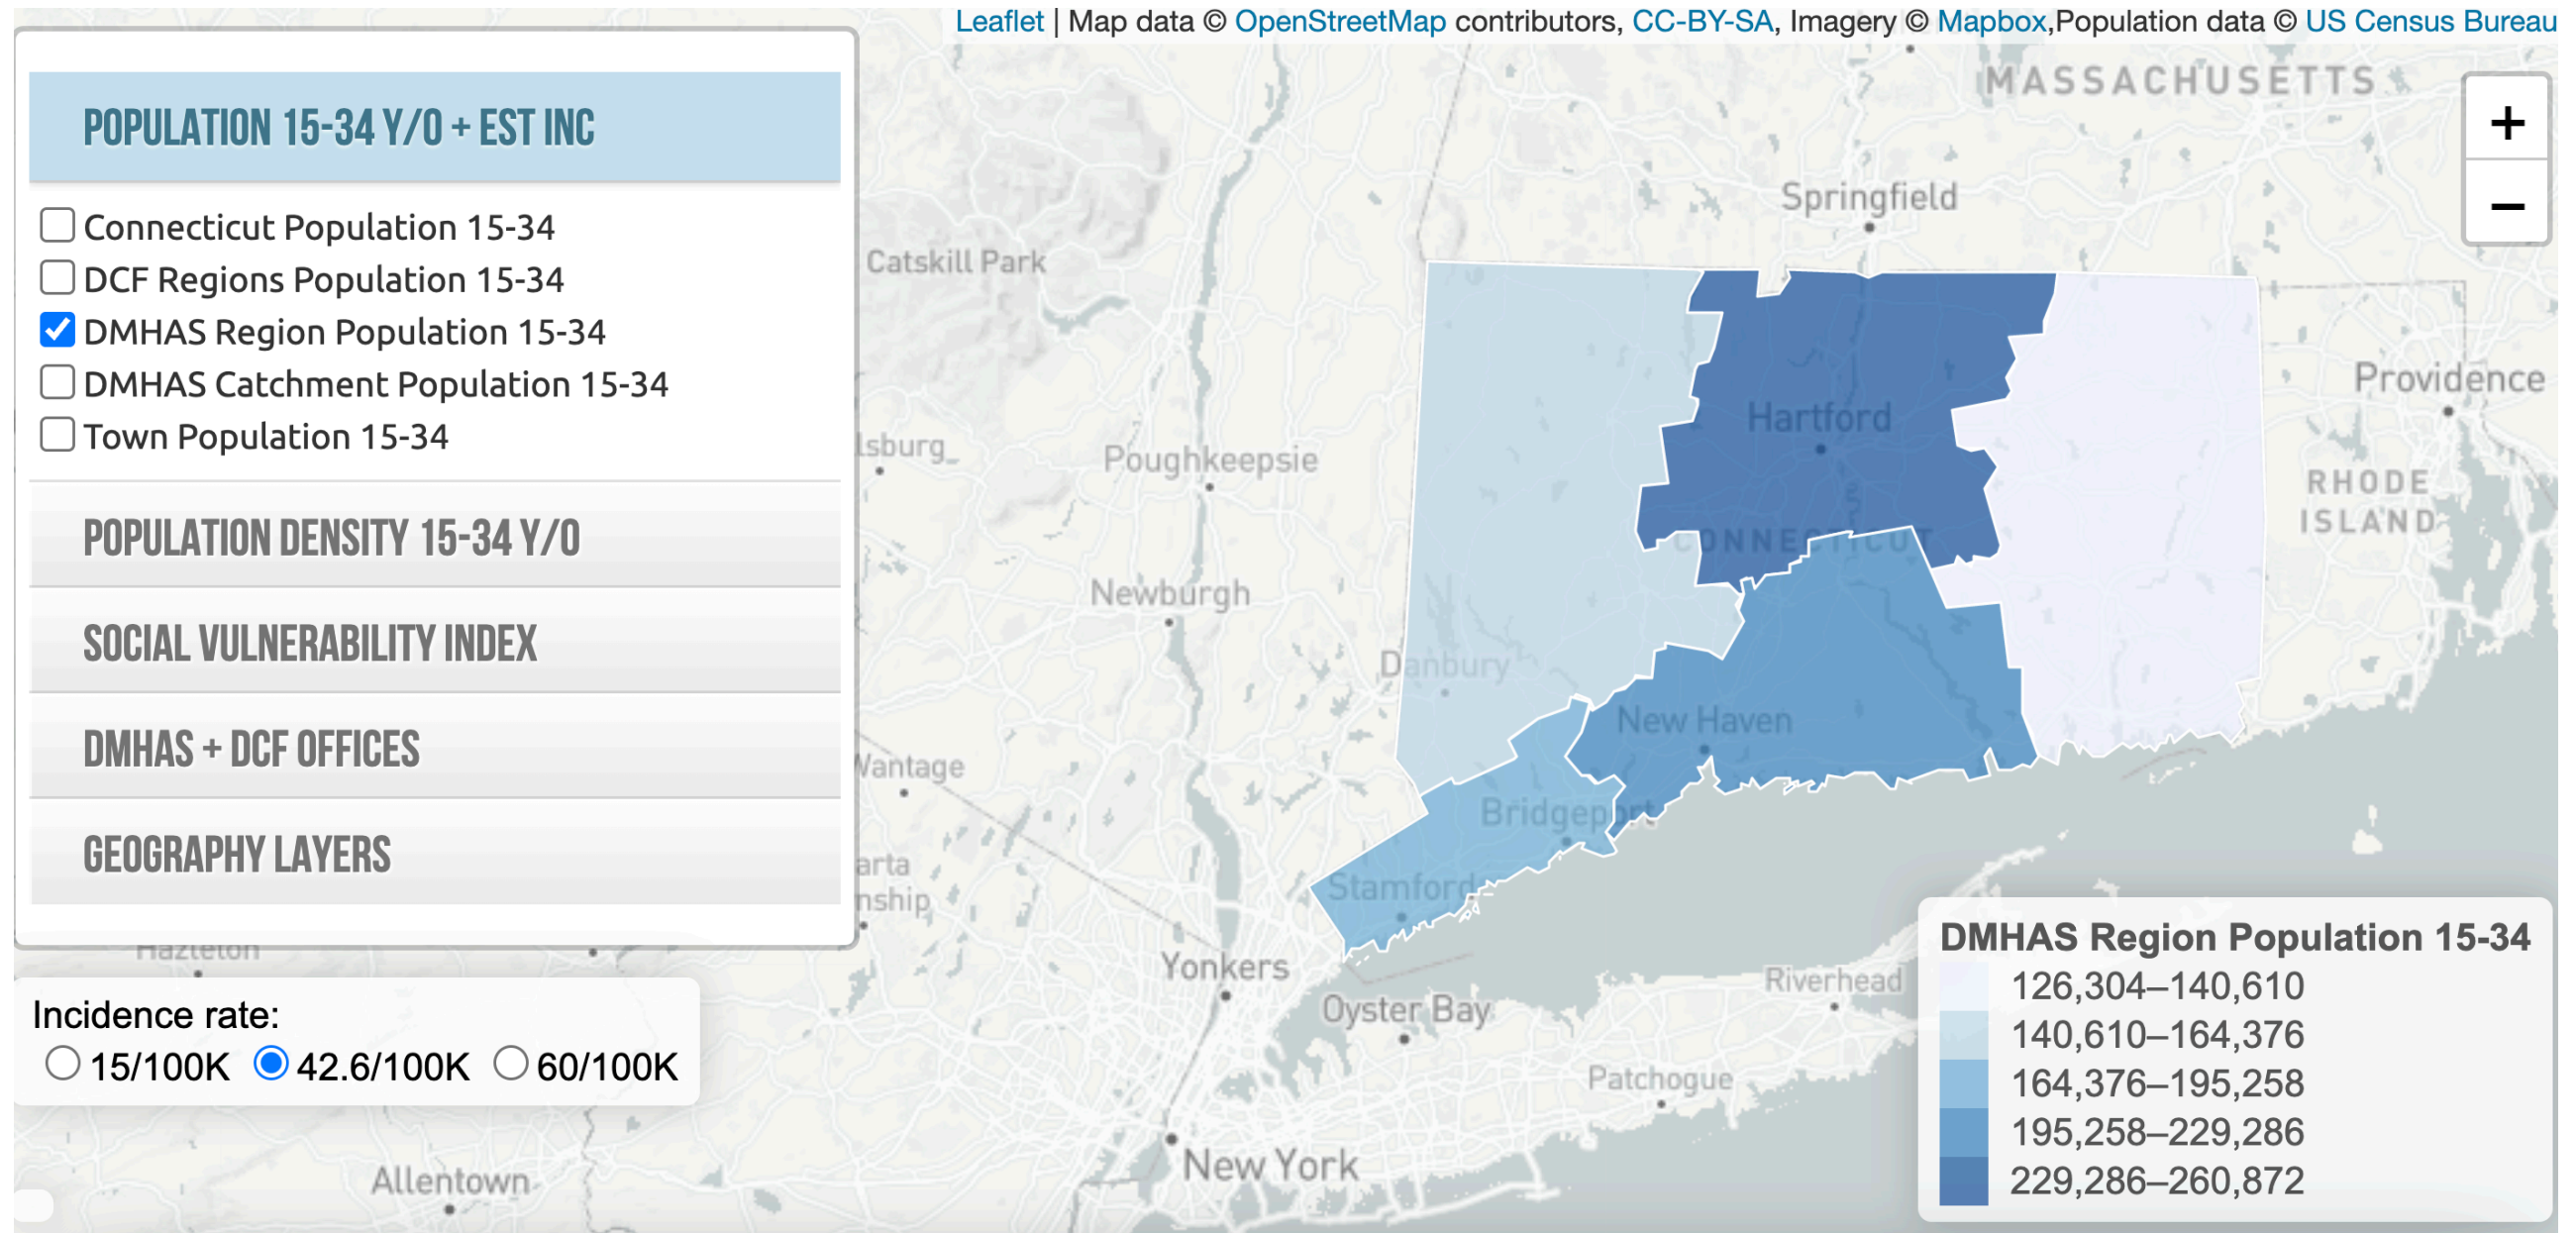 Leaflet | Map data © OpenStreetMap contributors, CC-BY-SA, Imagery © Mapbox,Population data © US Census Bureau
POPULATION 15-34 Y/O + EST INC
Connecticut Population 15-34
DCF Regions Population 15-34
DMHAS Region Population 15-34
DMHAS Catchment Population 15-34
Town Population 15-34
POPULATION DENSITY 15-34 Y/O
SOCIAL VULNERABILITY INDEX
DMHAS + DCF OFFICES
GEOGRAPHY LAYERS
Incidence rate:
15/100K 42.6/100K 60/100K
MASSACHUSETTS
+
−
Springfield
Catskill Park
Providence
Hartford
lsburg
Poughkeepsie
RHODE
ISLAND
CONNECTICUT
Newburgh
Danbury
New Haven
Wantage
Bridgeport
arta
nship
Stamford
Hazleton
Yonkers
Riverhead
Oyster Bay
Patchogue
New York
Allentown
DMHAS Region Population 15-34
126,304–140,610
140,610–164,376
164,376–195,258
195,258–229,286
229,286–260,872